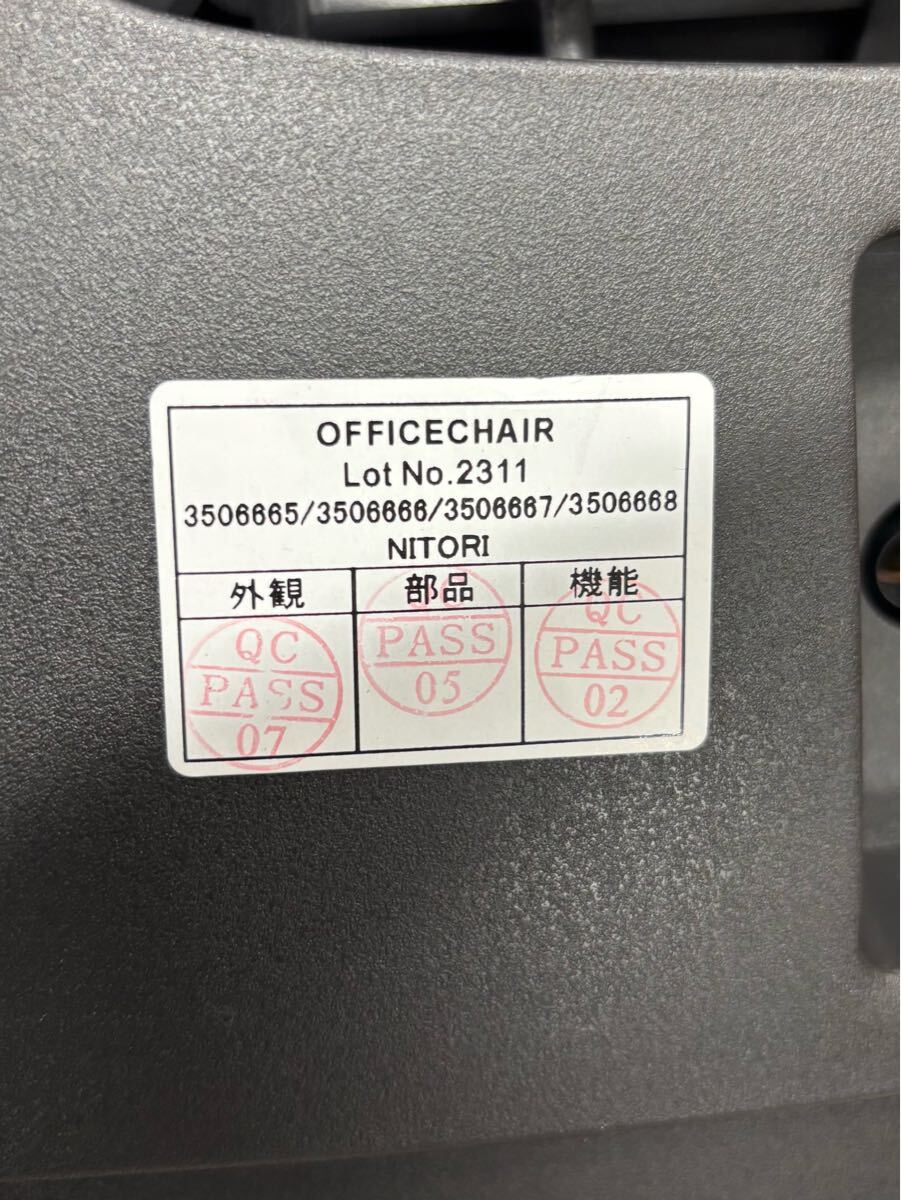 OFFICECHAIR
Lot No.2311
3506665/3506666/3506667/3506668
NITORI
外観 部品 機能
QC QC QC
PASS PASS PASS
07 05 02